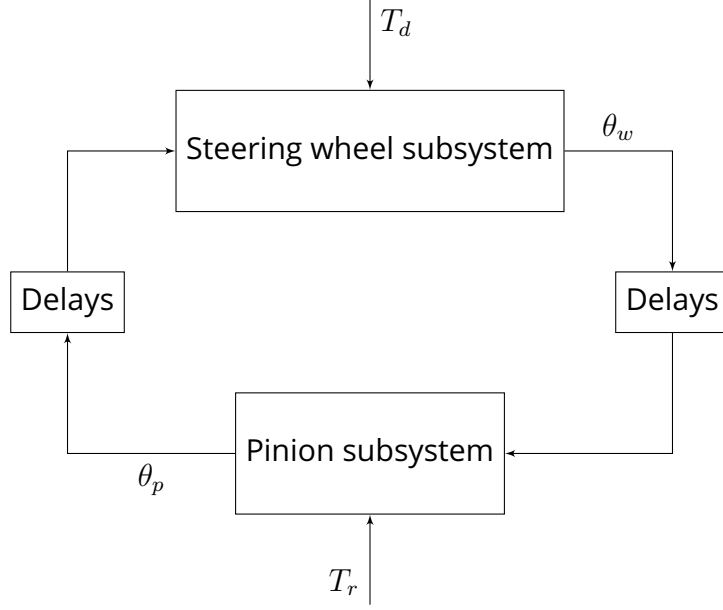 T_d
Steering wheel subsystem
θ_w
Delays
Delays
Pinion subsystem
θ_p
T_r